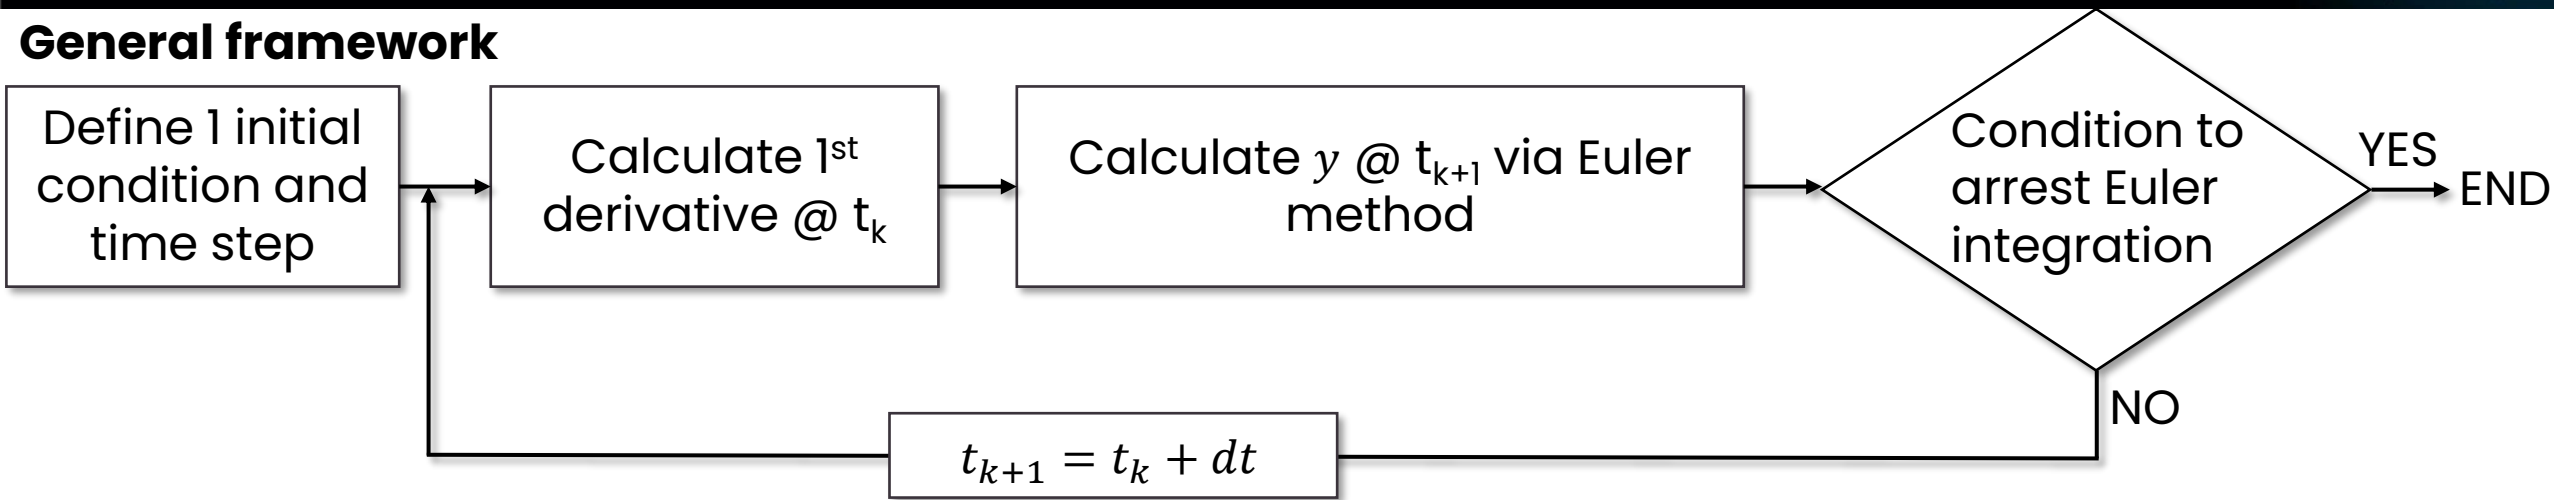 General framework
Define 1 initial
condition and
time step
Calculate 1st
derivative @ tk
Calculate y @ tk+1 via Euler
method
Condition to
arrest Euler
integration
YES
END
NO
tk+1 = tk + dt